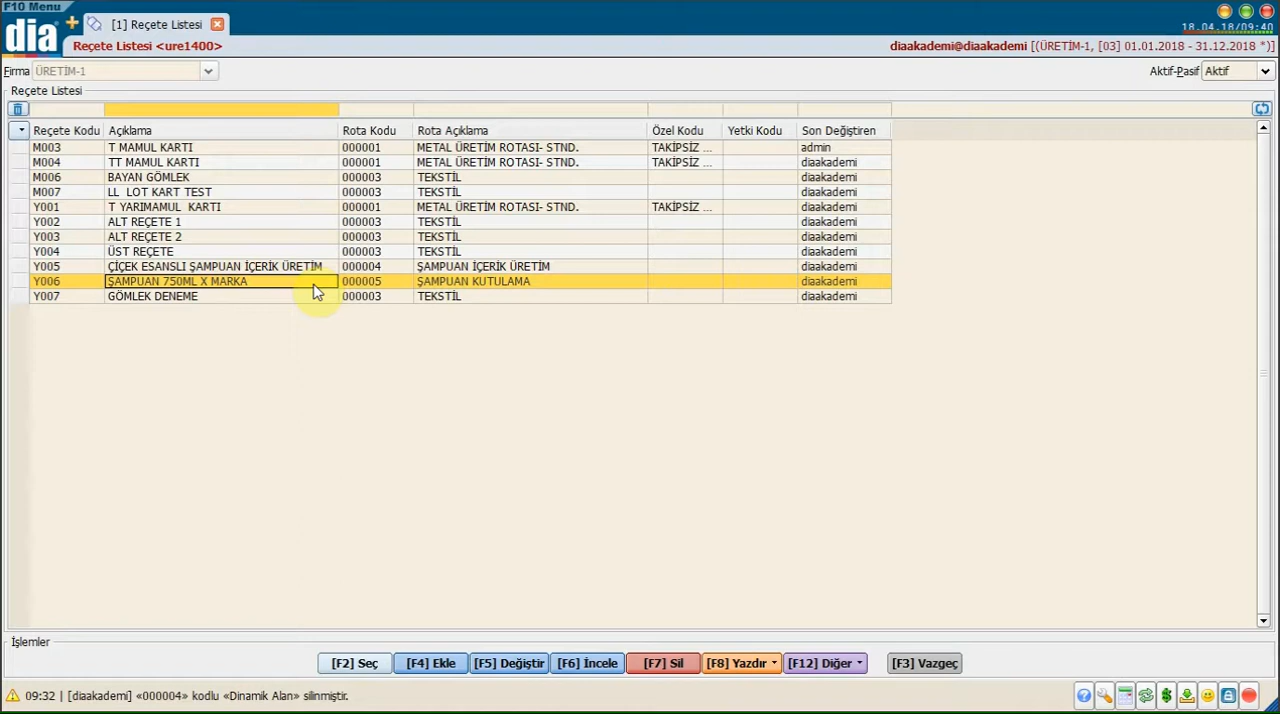 F10 Menu
dia
[1] Reçete Listesi
18.04.18/09:40
Reçete Listesi <ure1400>
diaakademi@diaakademi [(ÜRETİM-1, [03] 01.01.2018 - 31.12.2018 *)]
Firma ÜRETİM-1
Aktif-Pasif Aktif
Reçete Listesi
Reçete Kodu Açıklama Rota Kodu Rota Açıklama Özel Kodu Yetki Kodu Son Değiştiren
M003 T MAMUL KARTI 000001 METAL ÜRETİM ROTASI- STND. TAKİPSİZ ... admin
M004 TT MAMUL KARTI 000001 METAL ÜRETİM ROTASI- STND. TAKİPSİZ ... diaakademi
M006 BAYAN GÖMLEK 000003 TEKSTİL diaakademi
M007 LL LOT KART TEST 000003 TEKSTİL diaakademi
Y001 T YARIMAMUL KARTI 000001 METAL ÜRETİM ROTASI- STND. TAKİPSİZ ... diaakademi
Y002 ALT REÇETE 1 000003 TEKSTİL diaakademi
Y003 ALT REÇETE 2 000003 TEKSTİL diaakademi
Y004 ÜST REÇETE 000003 TEKSTİL diaakademi
Y005 ÇİÇEK ESANSLI ŞAMPUAN İÇERİK ÜRETİM 000004 ŞAMPUAN İÇERİK ÜRETİM diaakademi
Y006 ŞAMPUAN 750ML X MARKA 000005 ŞAMPUAN KUTULAMA diaakademi
Y007 GÖMLEK DENEME 000003 TEKSTİL diaakademi
İşlemler
[F2] Seç [F4] Ekle [F5] Değiştir [F6] İncele [F7] Sil [F8] Yazdır [F12] Diğer [F3] Vazgeç
09:32 | [diaakademi] «000004» kodlu «Dinamik Alan» silinmiştir.